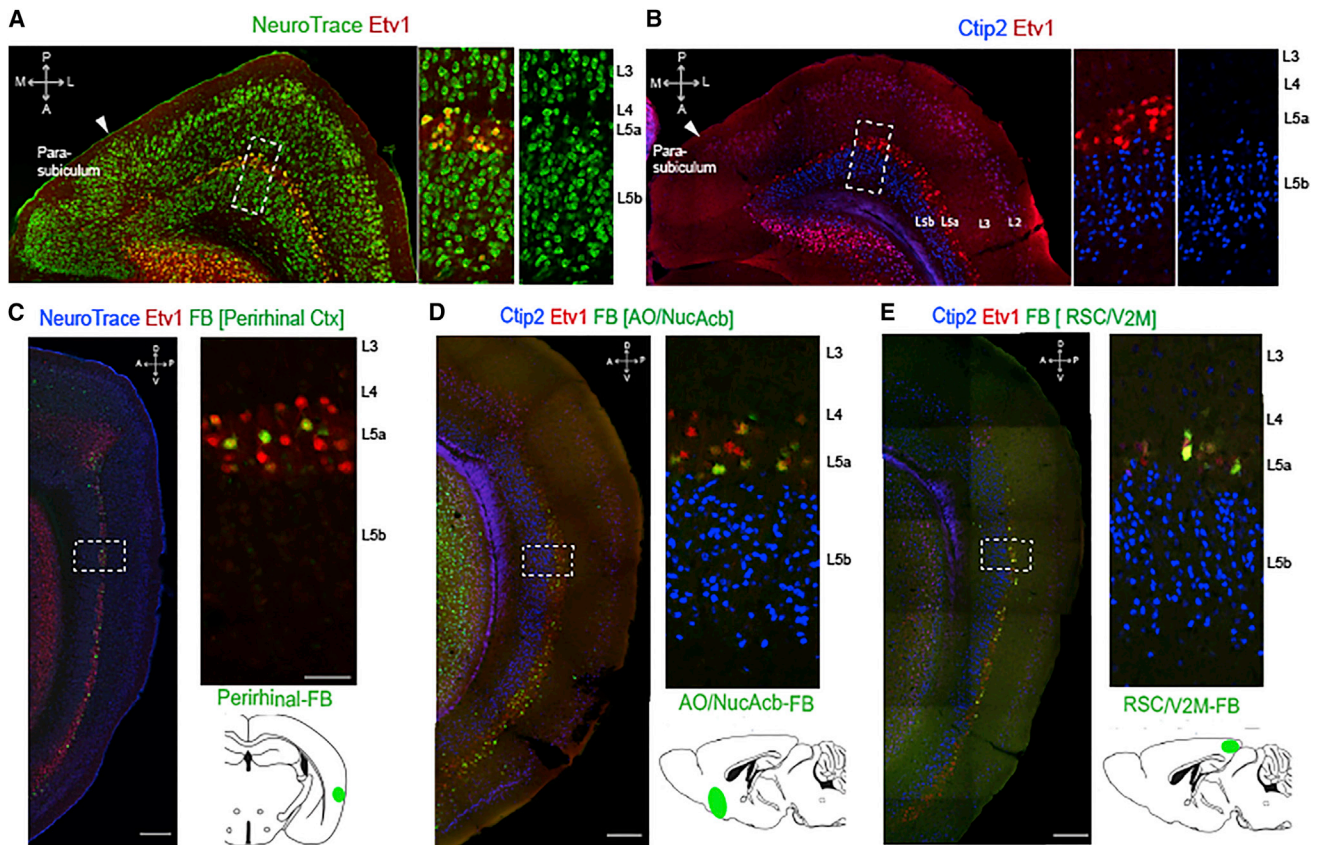 A
NeuroTrace Etv1
P
M L
A
Para-
subiculum
L3
L4
L5a
L5b
B
Ctip2 Etv1
P
M L
A
Para-
subiculum
L5b L5a L3 L2
L3
L4
L5a
L5b
C
NeuroTrace Etv1 FB [Perirhinal Ctx]
D
A P
V
L3
L4
L5a
L5b
Perirhinal-FB
D
Ctip2 Etv1 FB [AO/NucAcb]
D
A P
V
L3
L4
L5a
L5b
AO/NucAcb-FB
E
Ctip2 Etv1 FB [ RSC/V2M]
D
A P
V
L3
L4
L5a
L5b
RSC/V2M-FB